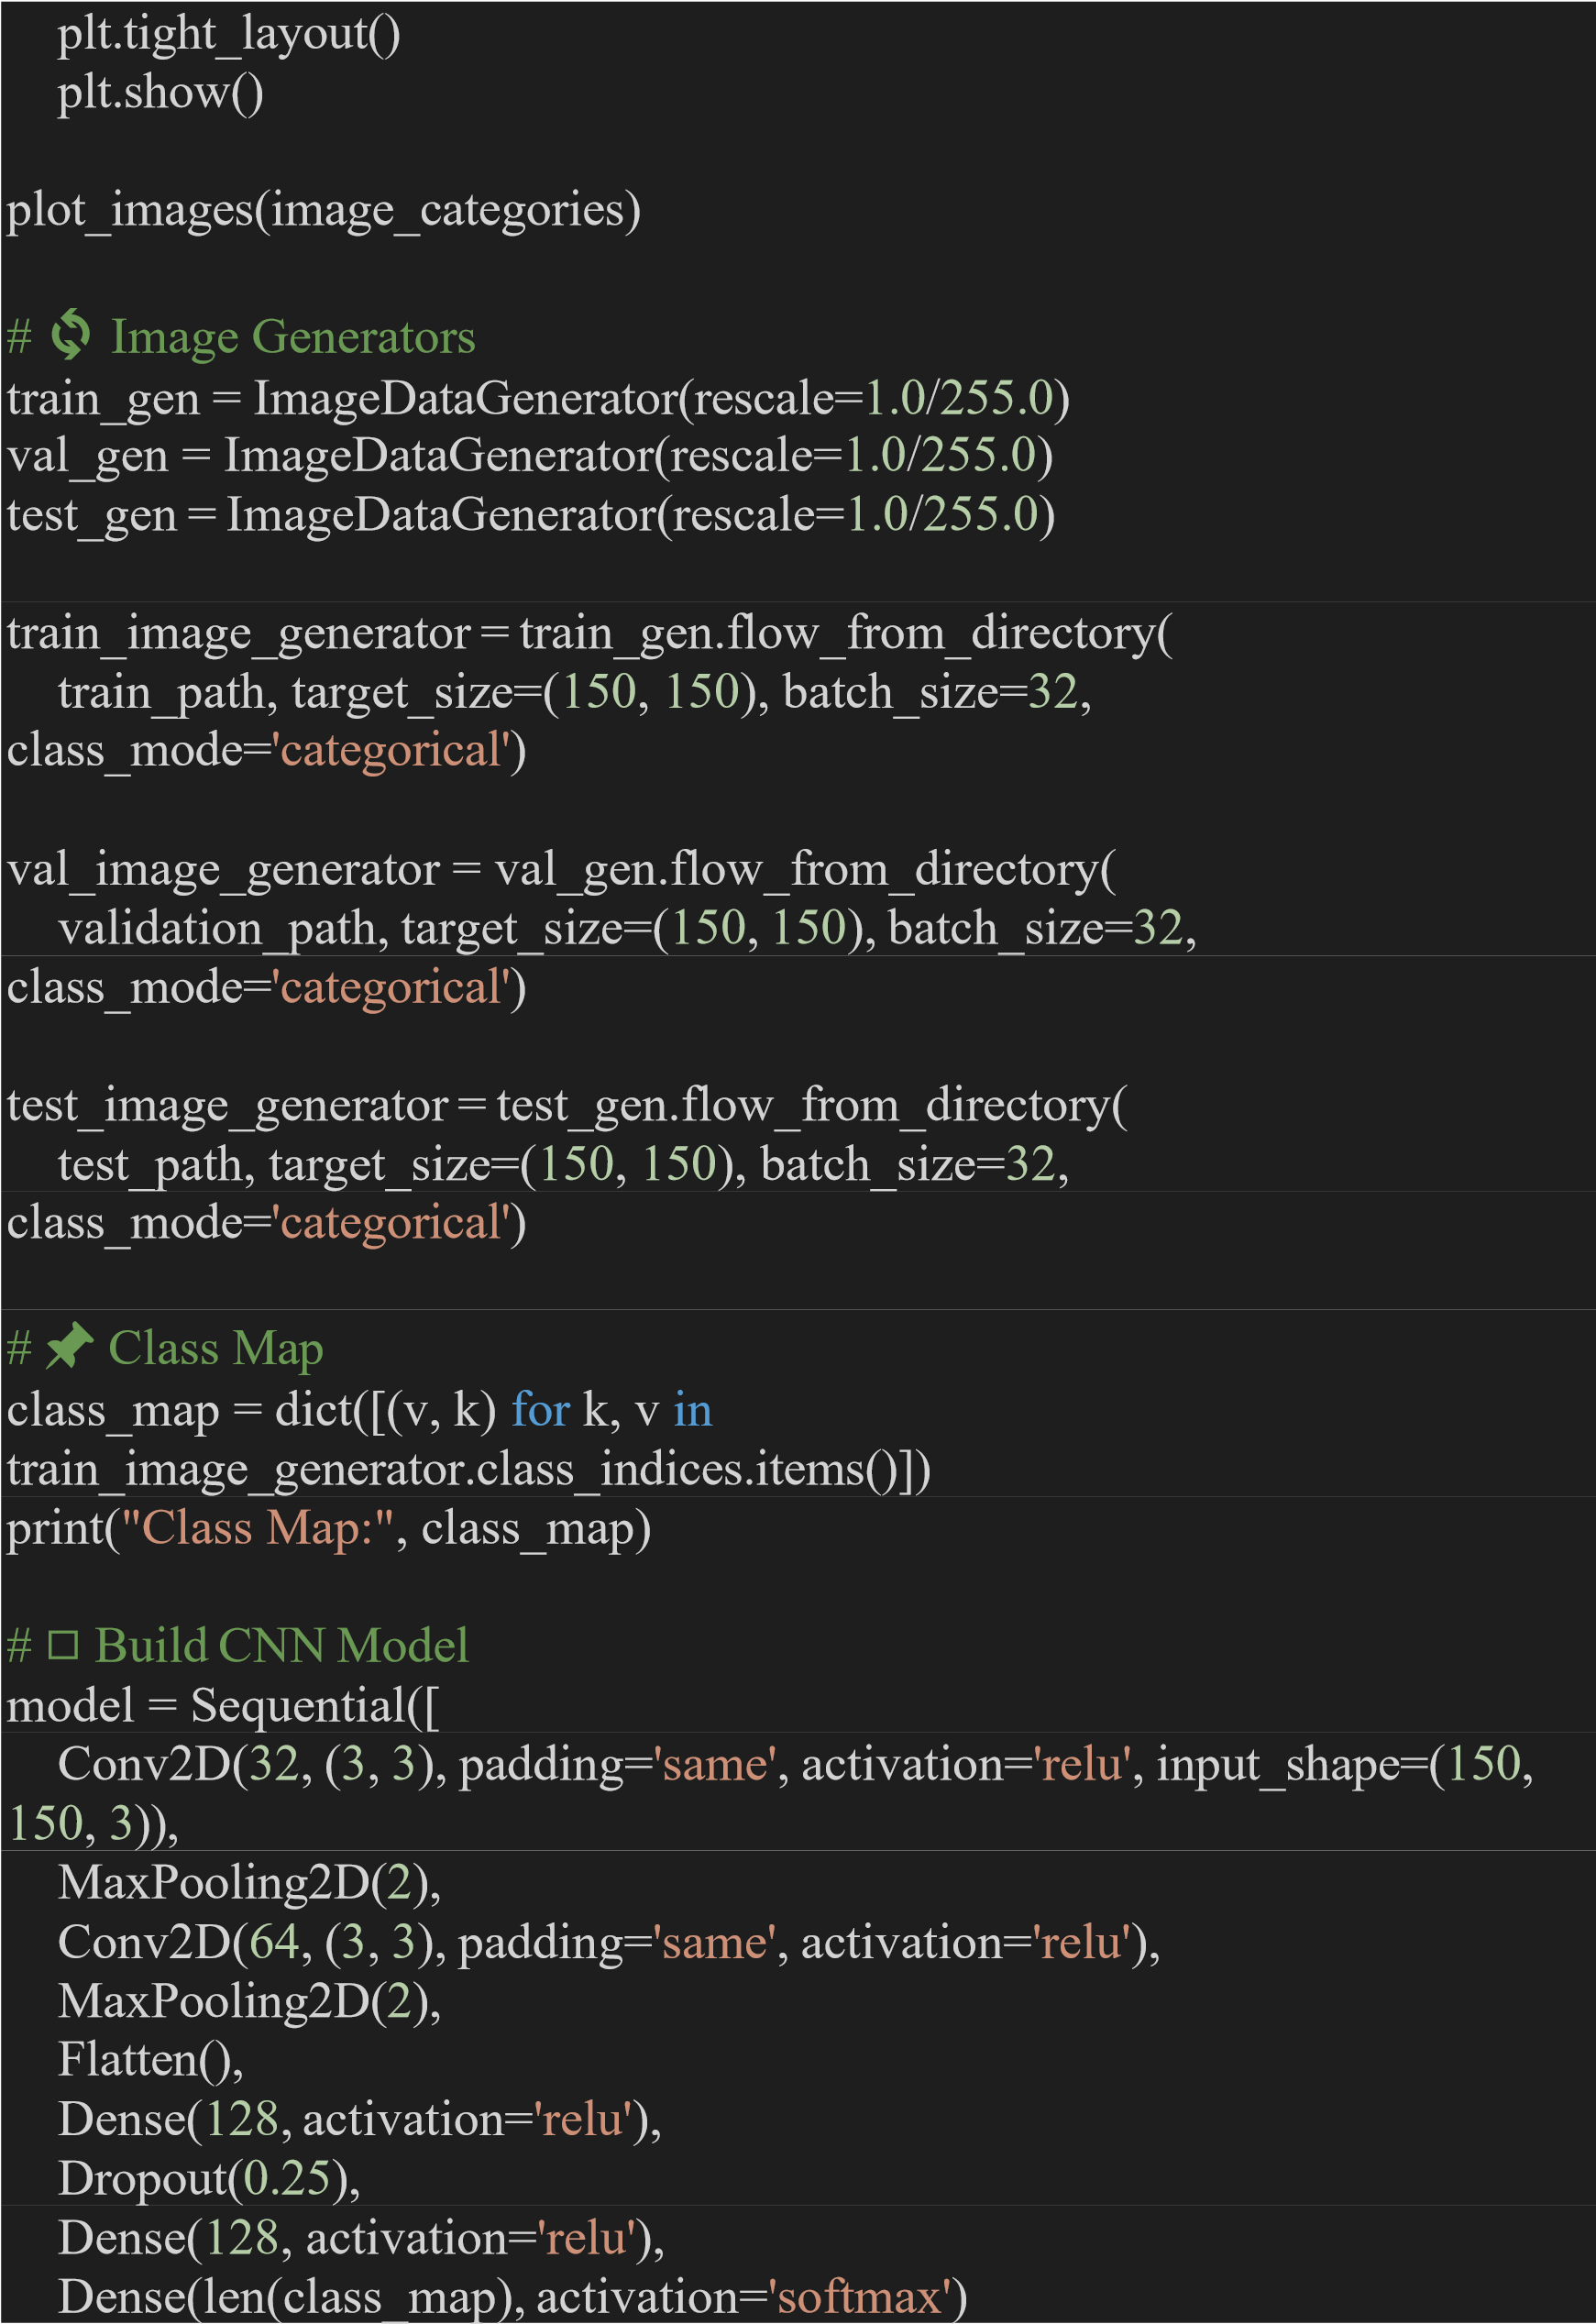 plt.tight_layout()
    plt.show()

plot_images(image_categories)

# 🔄 Image Generators
train_gen = ImageDataGenerator(rescale=1.0/255.0)
val_gen = ImageDataGenerator(rescale=1.0/255.0)
test_gen = ImageDataGenerator(rescale=1.0/255.0)

train_image_generator = train_gen.flow_from_directory(
    train_path, target_size=(150, 150), batch_size=32,
class_mode='categorical')

val_image_generator = val_gen.flow_from_directory(
    validation_path, target_size=(150, 150), batch_size=32,
class_mode='categorical')

test_image_generator = test_gen.flow_from_directory(
    test_path, target_size=(150, 150), batch_size=32,
class_mode='categorical')

# 📌 Class Map
class_map = dict([(v, k) for k, v in
train_image_generator.class_indices.items()])
print("Class Map:", class_map)

# □ Build CNN Model
model = Sequential([
    Conv2D(32, (3, 3), padding='same', activation='relu', input_shape=(150,
150, 3)),
    MaxPooling2D(2),
    Conv2D(64, (3, 3), padding='same', activation='relu'),
    MaxPooling2D(2),
    Flatten(),
    Dense(128, activation='relu'),
    Dropout(0.25),
    Dense(128, activation='relu'),
    Dense(len(class_map), activation='softmax')